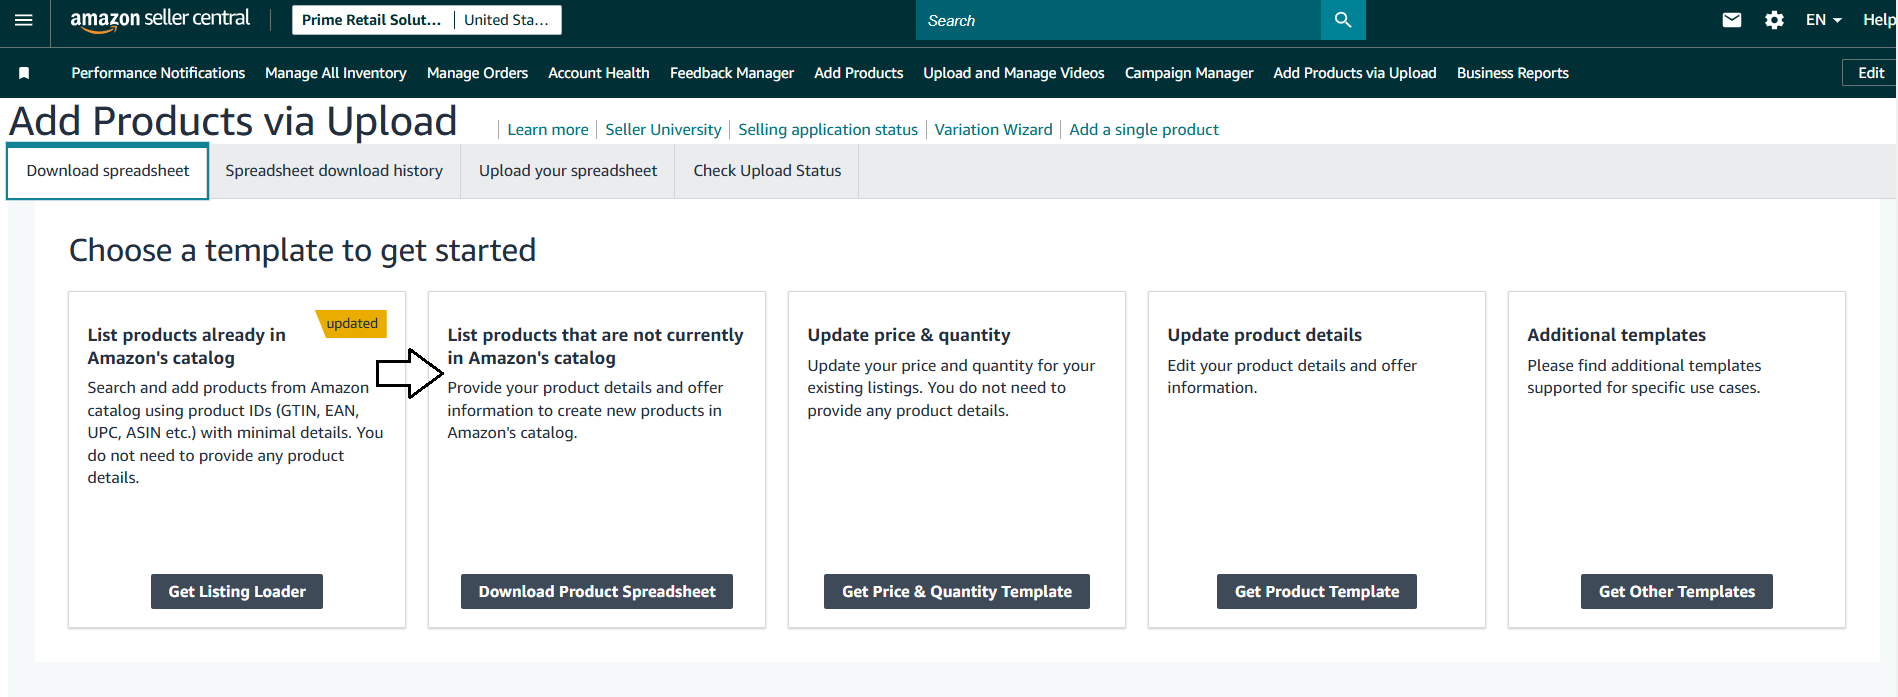 amazon seller central
Prime Retail Solut... United Sta...
Search
EN
Help
Performance Notifications
Manage All Inventory
Manage Orders
Account Health
Feedback Manager
Add Products
Upload and Manage Videos
Campaign Manager
Add Products via Upload
Business Reports
Edit
Add Products via Upload
Learn more
Seller University
Selling application status
Variation Wizard
Add a single product
Download spreadsheet
Spreadsheet download history
Upload your spreadsheet
Check Upload Status
Choose a template to get started
updated
List products already in
Amazon's catalog
Search and add products from Amazon
catalog using product IDs (GTIN, EAN,
UPC, ASIN etc.) with minimal details. You
do not need to provide any product
details.
Get Listing Loader
List products that are not currently
in Amazon's catalog
Provide your product details and offer
information to create new products in
Amazon's catalog.
Download Product Spreadsheet
Update price & quantity
Update your price and quantity for your
existing listings. You do not need to
provide any product details.
Get Price & Quantity Template
Update product details
Edit your product details and offer
information.
Get Product Template
Additional templates
Please find additional templates
supported for specific use cases.
Get Other Templates